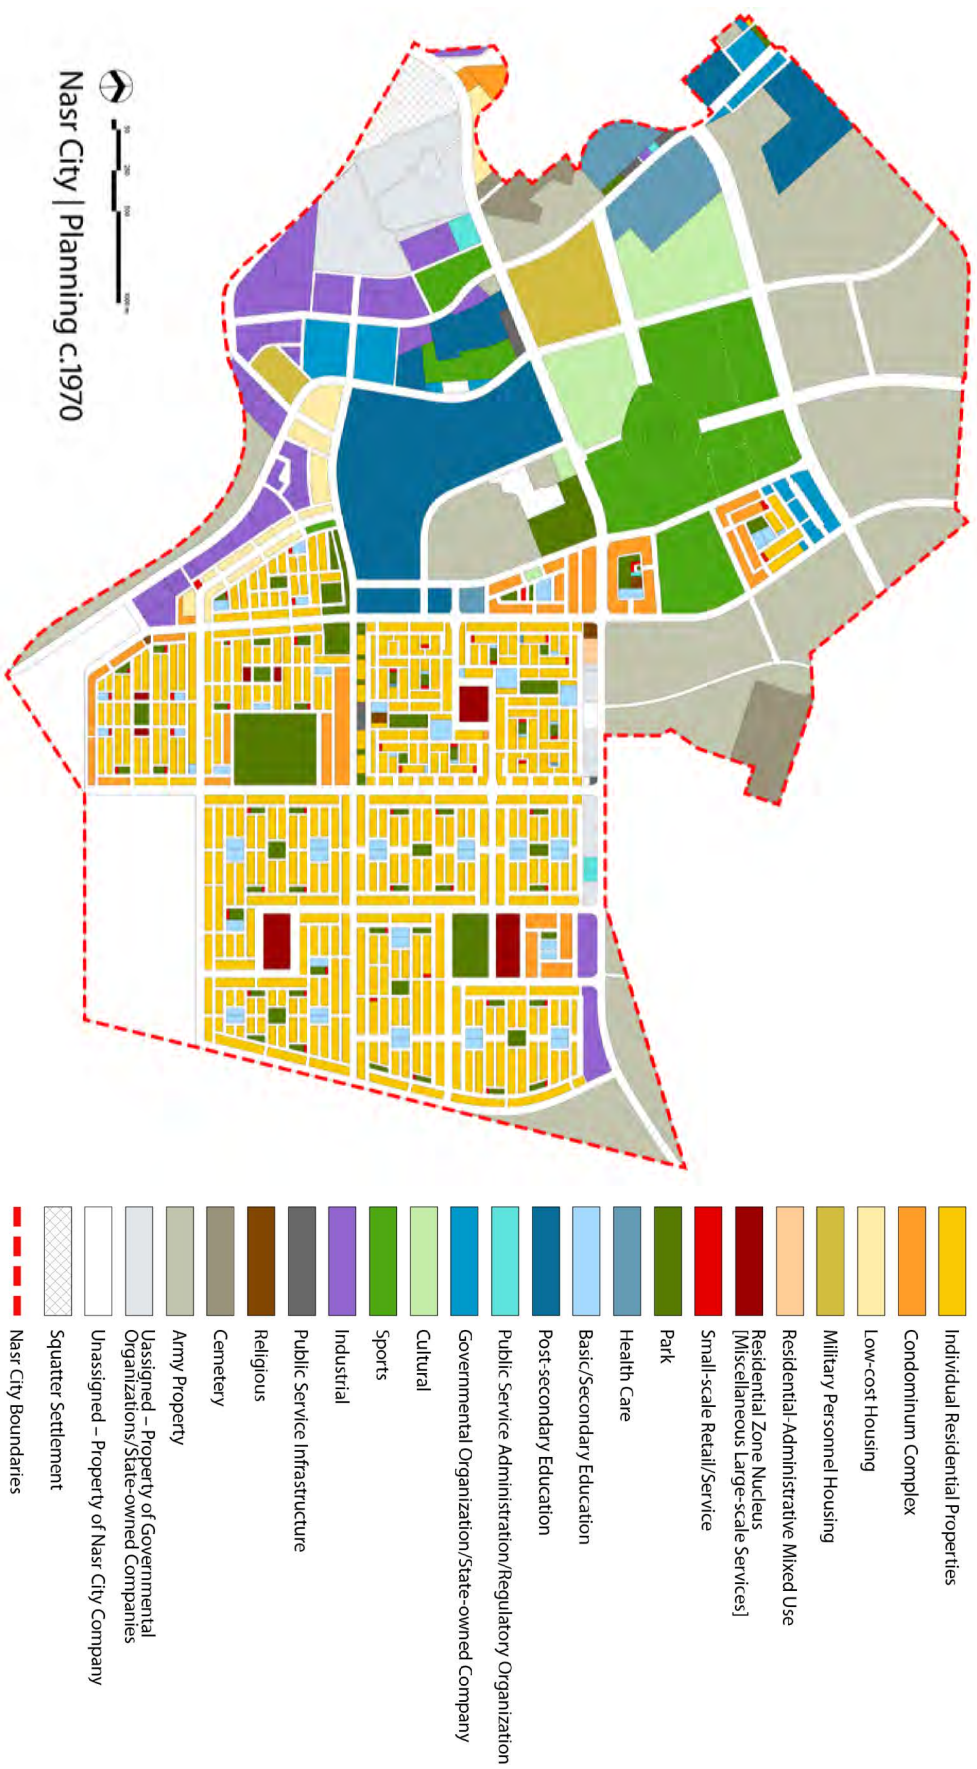 Nasr City | Planning c.1970
Individual Residential Properties
Condominum Complex
Low-cost Housing
Military Personnel Housing
Residential-Administrative Mixed Use
Residential Zone Nucleus
[Miscellaneous Large-scale Services]
Small-scale Retail/Service
Park
Health Care
Basic/Secondary Education
Post-secondary Education
Public Service Administration/Regulatory Organization
Governmental Organization/State-owned Company
Cultural
Sports
Industrial
Public Service Infrastructure
Religious
Cemetery
Army Property
Uassigned – Property of Governmental
Organizations/State-owned Companies
Unassigned – Property of Nasr City Company
Squatter Settlement
Nasr City Boundaries